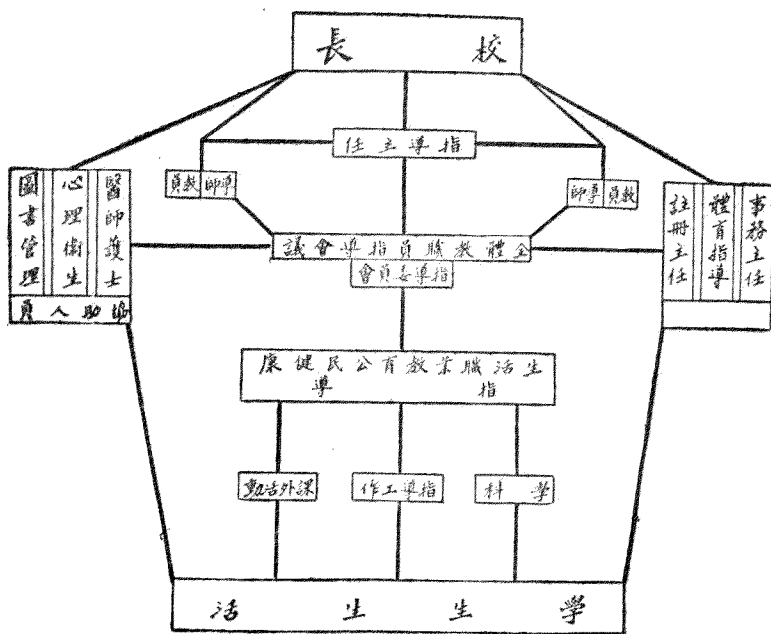 校長
指導主任
教員導師
導師教員
事務主任
體育指導
註冊主任
醫師護士
心理衛生
圖書管理
協助人員
全體教職員指導會議
指導委員會
生活職業教育公民健康
指導
學科
指導工作
課外活動
學生生活